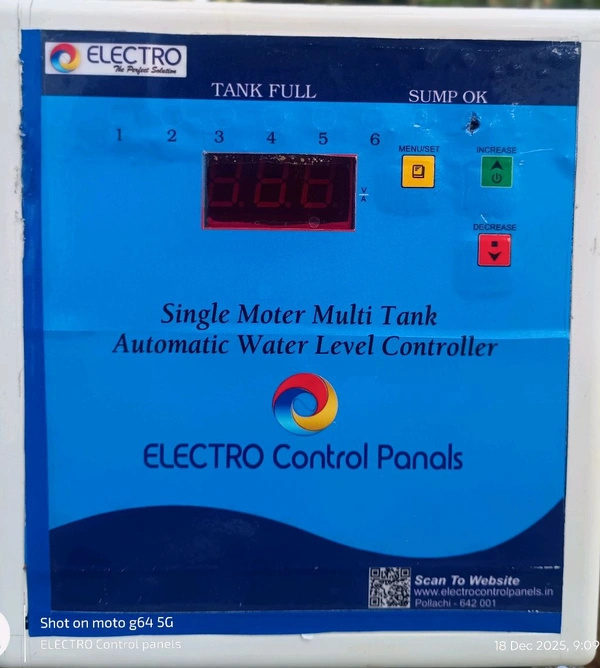 ELECTRO
The Perfect Solution
TANK FULL
SUMP OK
1 2 3 4 5 6
MENU/SET
INCREASE
V
A
DECREASE
Single Moter Multi Tank
Automatic Water Level Controller
ELECTRO Control Panals
Scan To Website
www.electrocontrolpanels.in
Pollachi - 642 001
Shot on moto g64 5G
ELECTRO Control panels
18 Dec 2025, 9:09